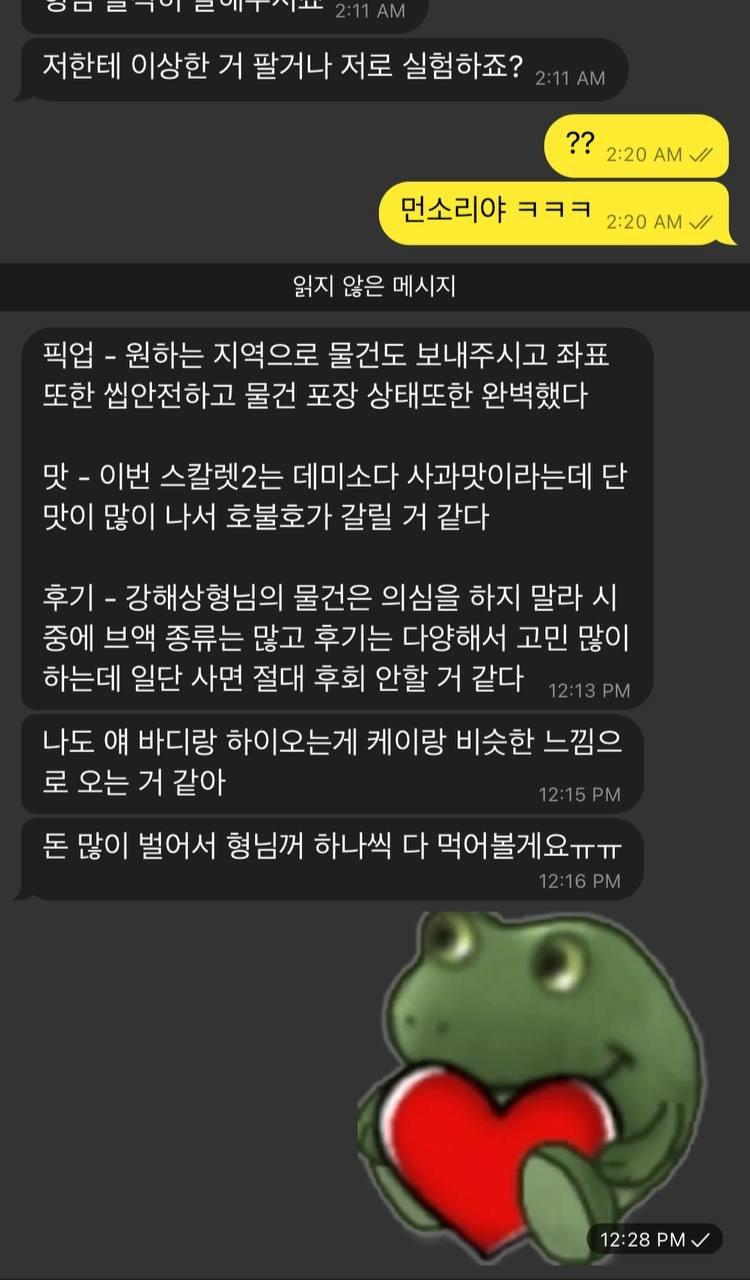 형님 솔직히 말해주셔요 2:11 AM
저한테 이상한 거 팔거나 저로 실험하죠? 2:11 AM
?? 2:20 AM
먼소리야 ㅋㅋㅋ 2:20 AM
읽지 않은 메시지
픽업 - 원하는 지역으로 물건도 보내주시고 좌표
또한 씹안전하고 물건 포장 상태또한 완벽했다
맛 - 이번 스칼렛2는 데미소다 사과맛이라는데 단
맛이 많이 나서 호불호가 갈릴 거 같다
후기 - 강해상형님의 물건은 의심을 하지 말라 시
중에 브액 종류는 많고 후기는 다양해서 고민 많이
하는데 일단 사면 절대 후회 안할 거 같다 12:13 PM
나도 얘 바디랑 하이오는게 케이랑 비슷한 느낌으
로 오는 거 같아 12:15 PM
돈 많이 벌어서 형님꺼 하나씩 다 먹어볼게요ㅠㅠ
12:16 PM
12:28 PM